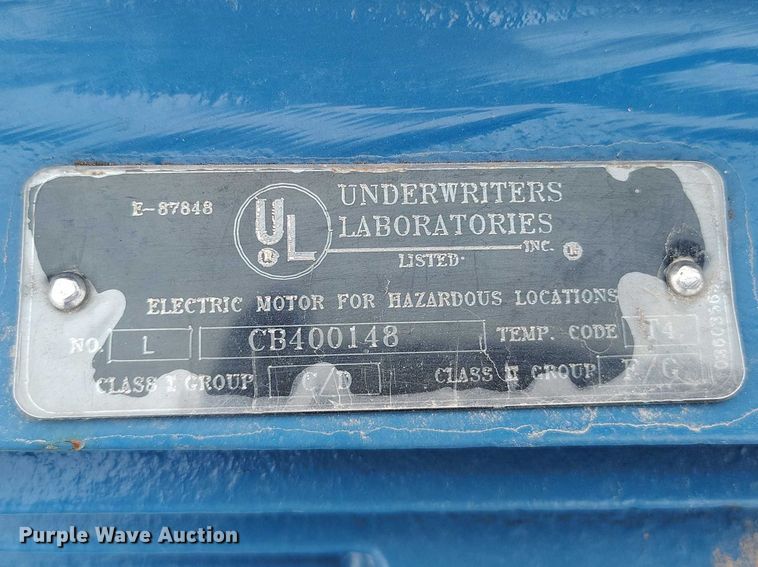 E-87848
UL
UNDERWRITERS
LABORATORIES
INC. R
LISTED
ELECTRIC MOTOR FOR HAZARDOUS LOCATIONS
NO. L CB400148 TEMP. CODE T4
CLASS I GROUP C/D CLASS II GROUP F/G
Purple Wave Auction